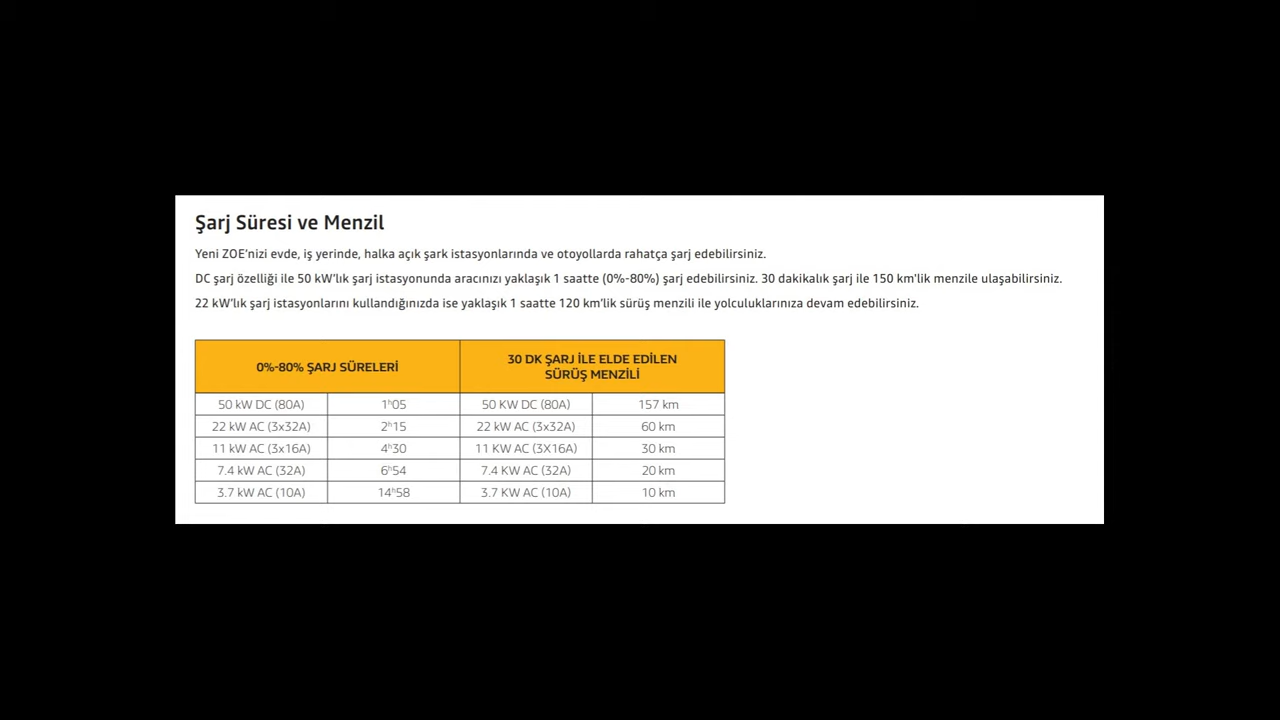 Şarj Süresi ve Menzil
Yeni ZOE’nizi evde, iş yerinde, halka açık şark istasyonlarında ve otoyollarda rahatça şarj edebilirsiniz.
DC şarj özelliği ile 50 kW’lık şarj istasyonunda aracınızı yaklaşık 1 saatte (0%-80%) şarj edebilirsiniz. 30 dakikalık şarj ile 150 km'lik menzile ulaşabilirsiniz.
22 kW’lık şarj istasyonlarını kullandığınızda ise yaklaşık 1 saatte 120 km’lik sürüş menzili ile yolculuklarınıza devam edebilirsiniz.
0%-80% ŞARJ SÜRELERİ
30 DK ŞARJ İLE ELDE EDİLEN
SÜRÜŞ MENZİLİ
50 kW DC (80A) 1ʰ05 50 KW DC (80A) 157 km
22 kW AC (3x32A) 2ʰ15 22 kW AC (3x32A) 60 km
11 kW AC (3x16A) 4ʰ30 11 KW AC (3X16A) 30 km
7.4 kW AC (32A) 6ʰ54 7.4 KW AC (32A) 20 km
3.7 kW AC (10A) 14ʰ58 3.7 KW AC (10A) 10 km